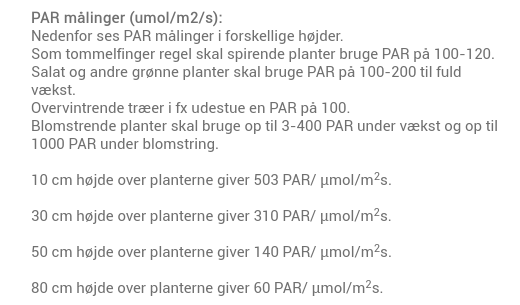 PAR målinger (umol/m2/s):
Nedenfor ses PAR målinger i forskellige højder.
Som tommelfinger regel skal spirende planter bruge PAR på 100-120.
Salat og andre grønne planter skal bruge PAR på 100-200 til fuld
vækst.
Overvintrende træer i fx udestue en PAR på 100.
Blomstrende planter skal bruge op til 3-400 PAR under vækst og op til
1000 PAR under blomstring.
10 cm højde over planterne giver 503 PAR/ µmol/m²s.
30 cm højde over planterne giver 310 PAR/ µmol/m²s.
50 cm højde over planterne giver 140 PAR/ µmol/m²s.
80 cm højde over planterne giver 60 PAR/ µmol/m²s.